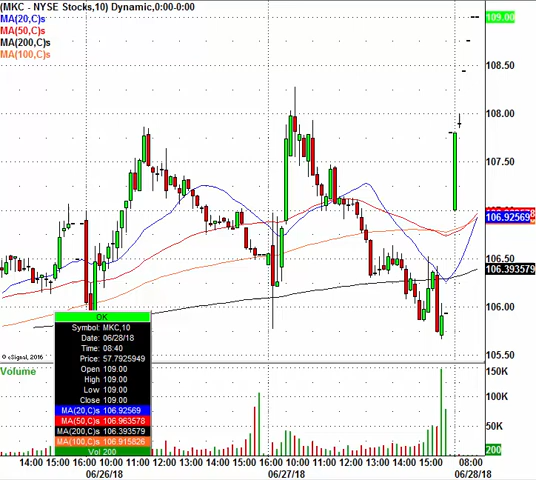 (MKC - NYSE Stocks,10) Dynamic,0:00-0:00
MA(20,C)s
MA(50,C)s
MA(200,C)s
MA(100,C)s
109.00
108.50
108.00
107.50
106.92569
106.50
106.393579
106.00
105.50
OK
Symbol: MKC,10
Date: 06/28/18
Time: 08:40
Price: 57.7925949
Open 109.00
High 109.00
Low 109.00
Close 109.00
MA(20,C)s 106.92569
MA(50,C)s 106.963578
MA(200,C)s 106.393579
MA(100,C)s 106.915826
Vol 200
© eSignal, 2016
Volume
150K
125K
100K
75K
50K
200
14:00 15:00 16:00 10:00 11:00 12:00 13:00 14:00 15:00 16:00 10:00 11:00 12:00 13:00 14:00 15:00 08:00
06/26/18 06/27/18 06/28/18